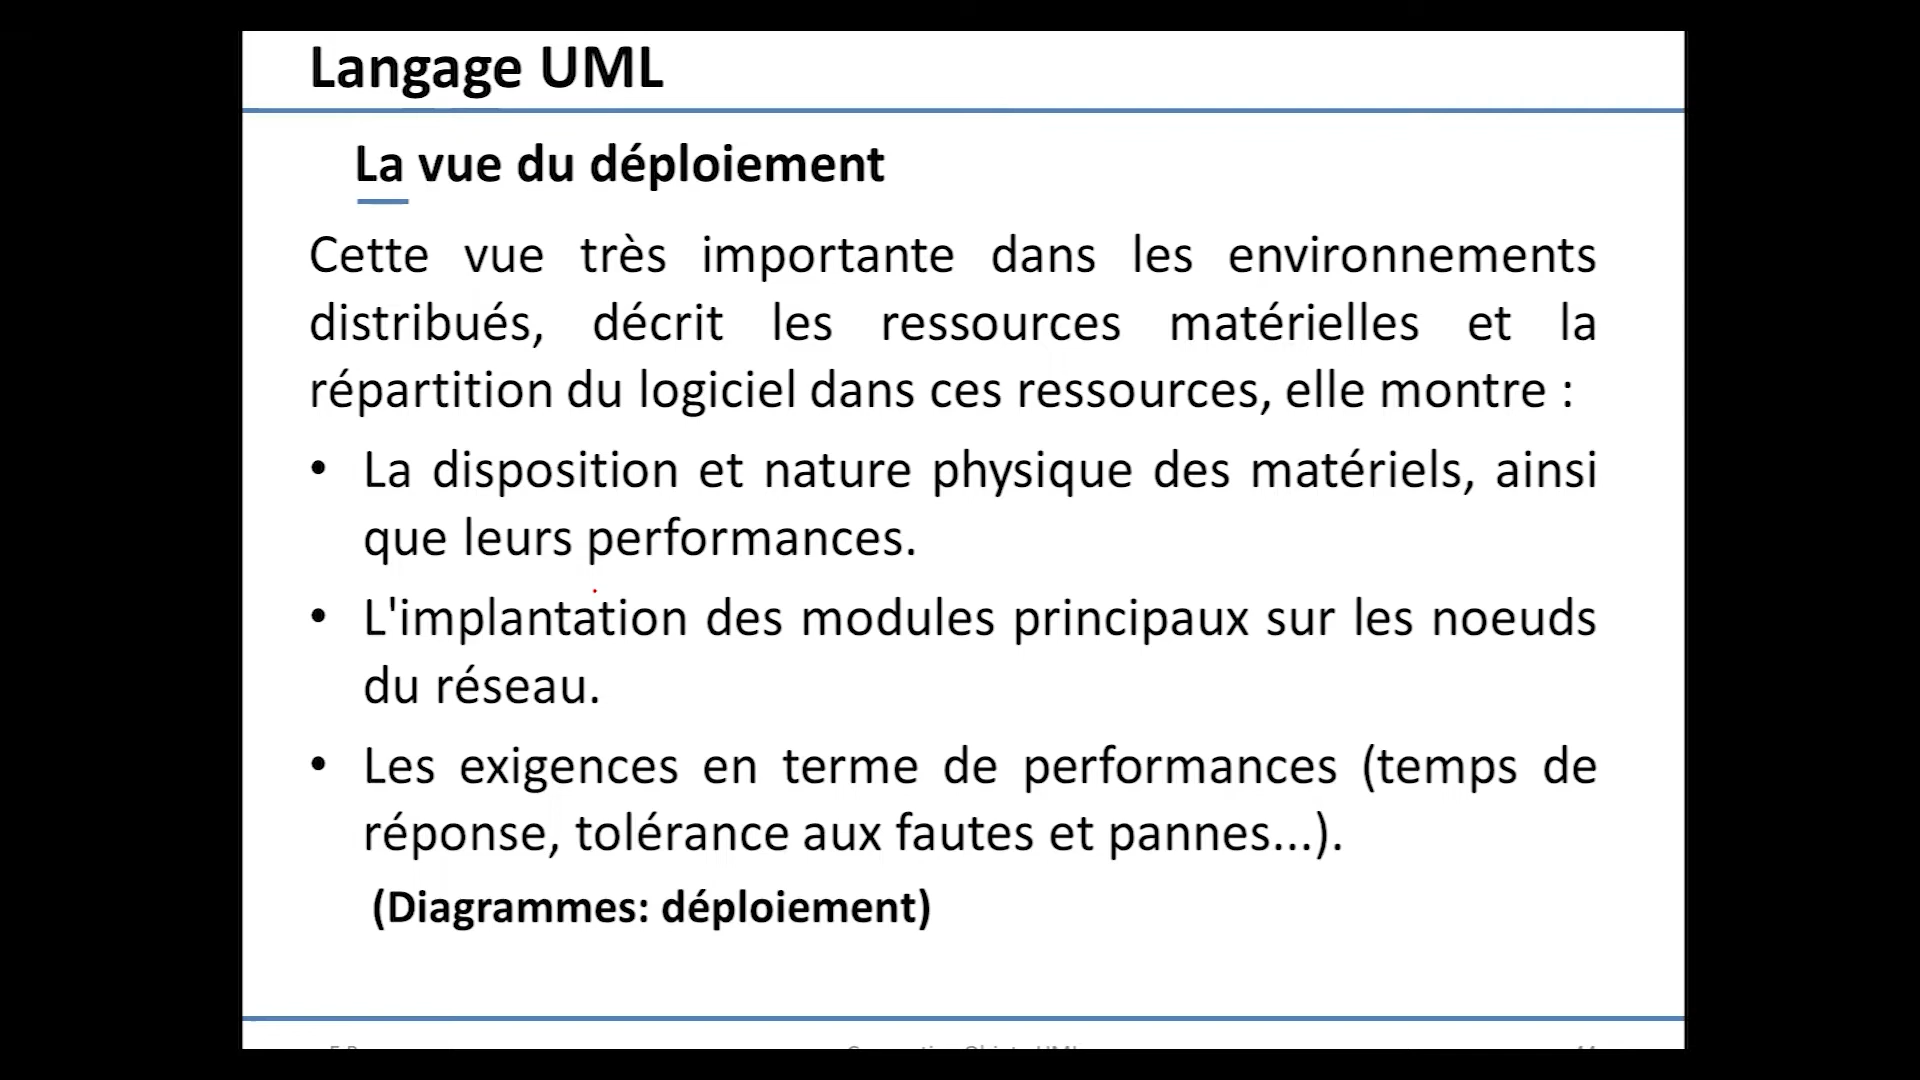 Langage UML
La vue du déploiement
Cette vue très importante dans les environnements
distribués, décrit les ressources matérielles et la
répartition du logiciel dans ces ressources, elle montre :
• La disposition et nature physique des matériels, ainsi
que leurs performances.
• L'implantation des modules principaux sur les noeuds
du réseau.
• Les exigences en terme de performances (temps de
réponse, tolérance aux fautes et pannes...).
(Diagrammes: déploiement)